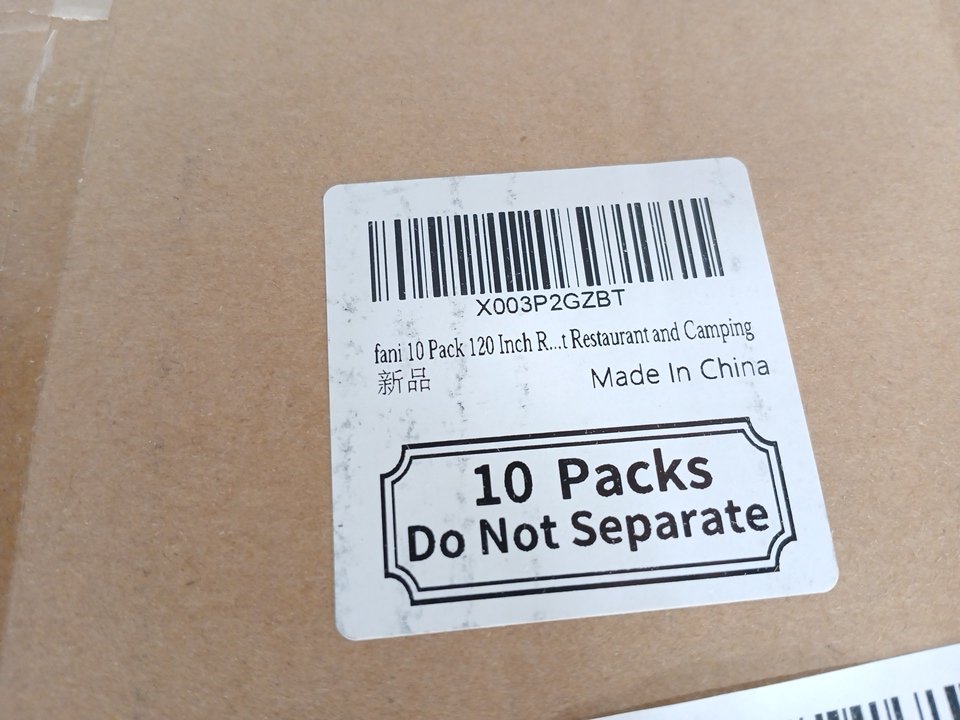 X003P2GZBT
fani 10 Pack 120 Inch R...t Restaurant and Camping
新品
Made In China
10 Packs
Do Not Separate